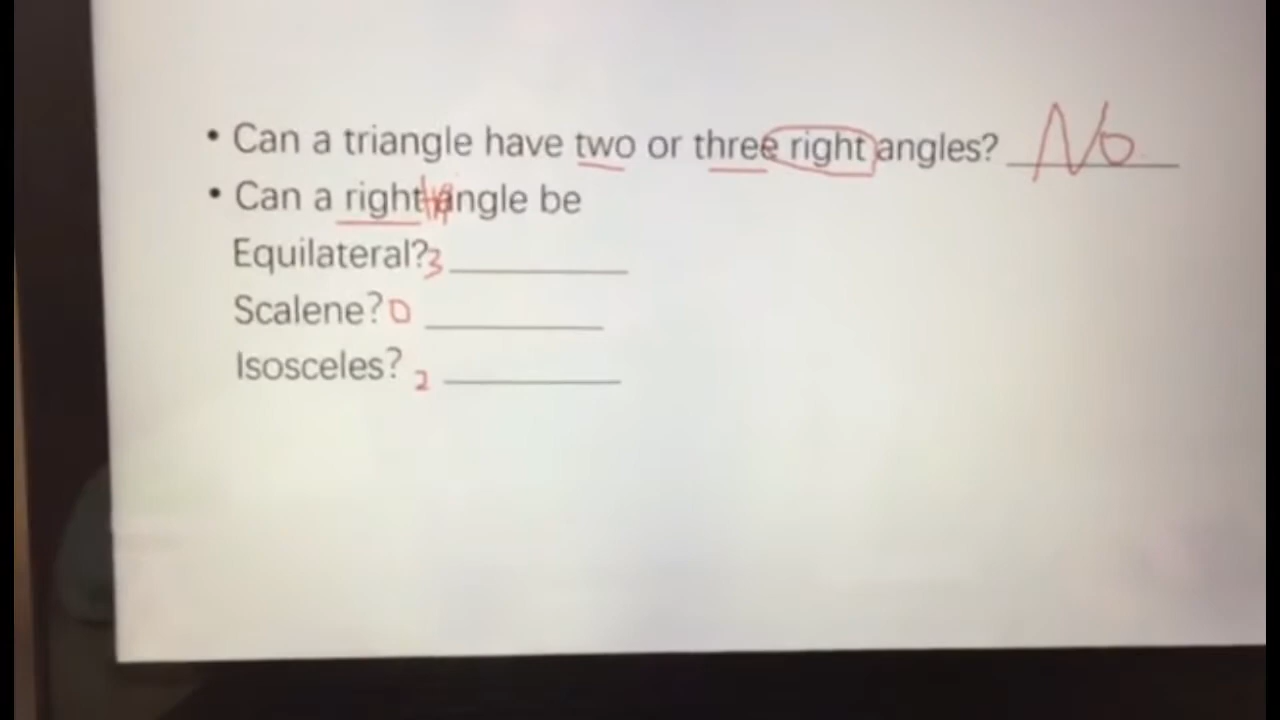 • Can a triangle have two or three right angles? No
• Can a right angle be
Equilateral?3
Scalene?0
Isosceles? 2